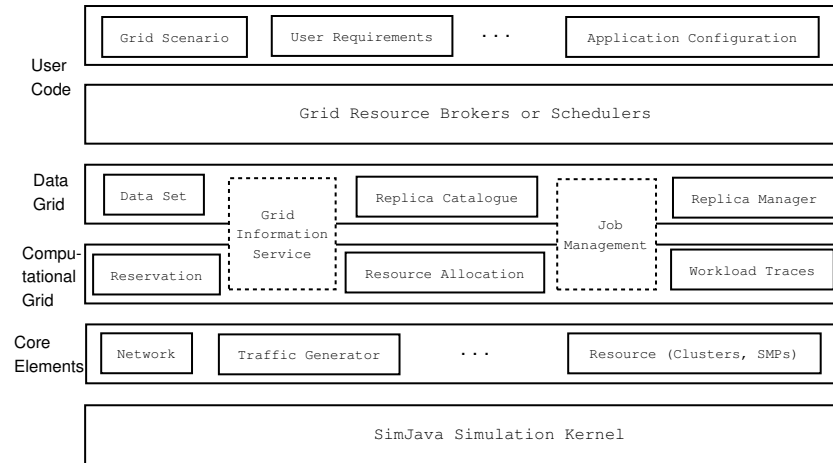 Grid Scenario
User Requirements
...
Application Configuration
User
Code
Grid Resource Brokers or Schedulers
Data
Grid
Data Set
Grid
Information
Service
Replica Catalogue
Job
Management
Replica Manager
Compu-
tational
Grid
Reservation
Resource Allocation
Workload Traces
Core
Elements
Network
Traffic Generator
...
Resource (Clusters, SMPs)
SimJava Simulation Kernel